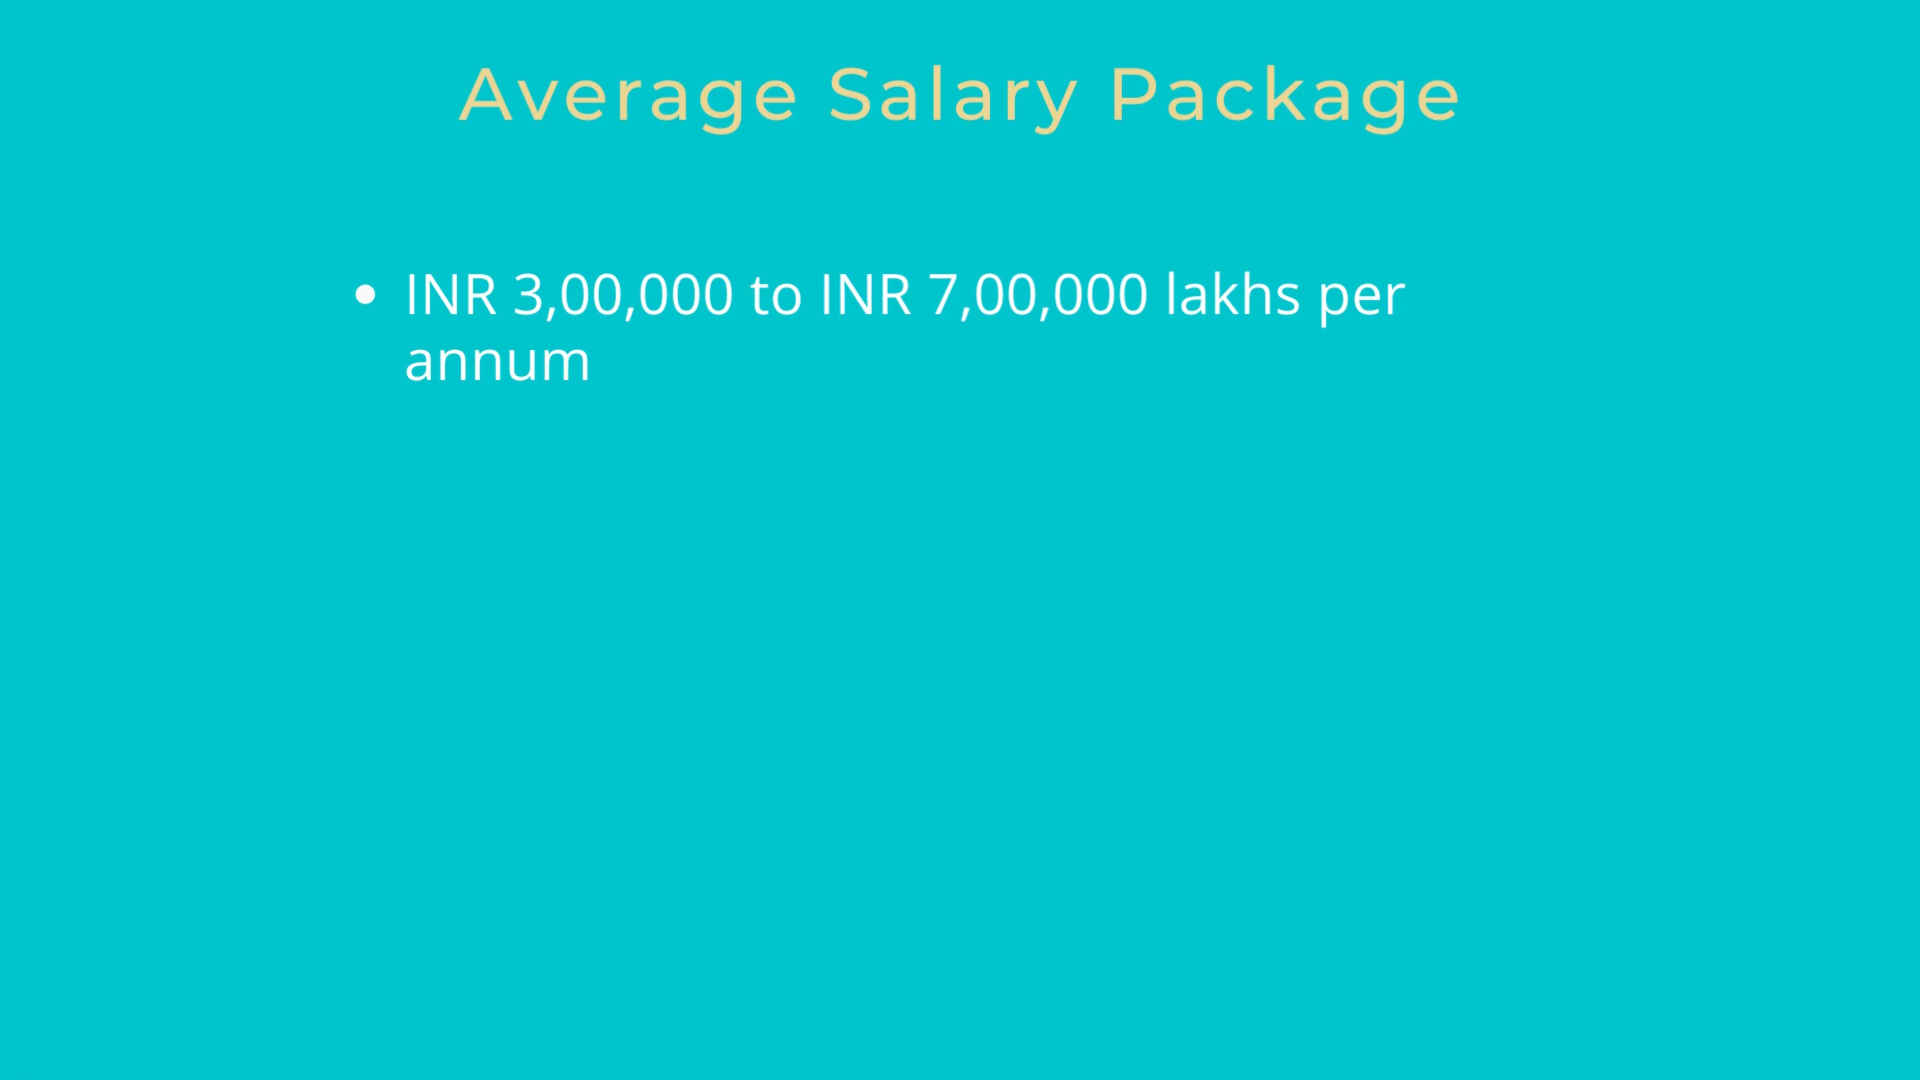 Average Salary Package
• INR 3,00,000 to INR 7,00,000 lakhs per
annum